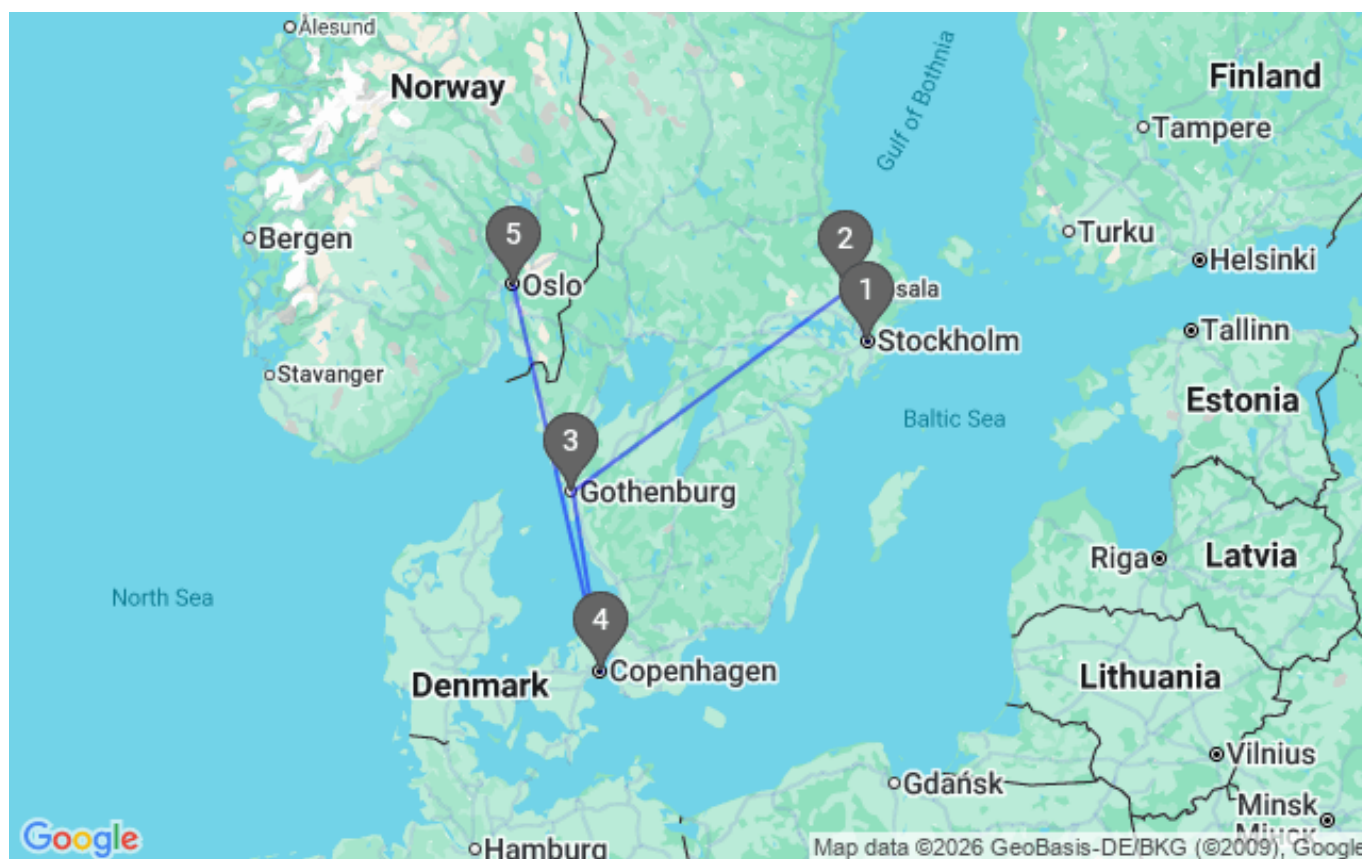 Ålesund
Norway
Finland
Gulf of Bothnia
Tampere
5
2
Bergen
Turku
Helsinki
Oslo
1
sala
Stavanger
Stockholm
Tallinn
Estonia
Baltic Sea
3
Gothenburg
Riga
Latvia
North Sea
4
Copenhagen
Denmark
Lithuania
Vilnius
Gdańsk
Minsk
Hamburg
Google
Map data ©2026 GeoBasis-DE/BKG (©2009), Google